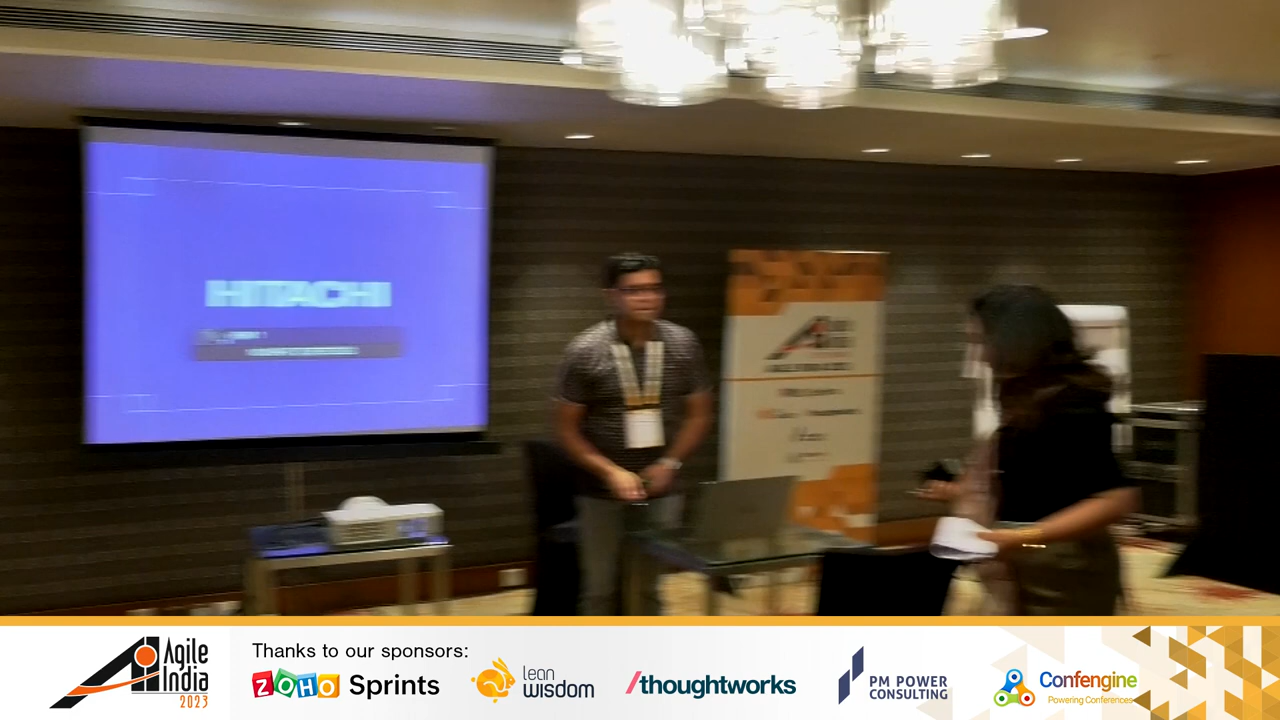 HITACHI
Agile
India
2023
Thanks to our sponsors:
ZOHO Sprints
lean
wisdom
/thoughtworks
PM POWER
CONSULTING
Confengine
Powering Conferences